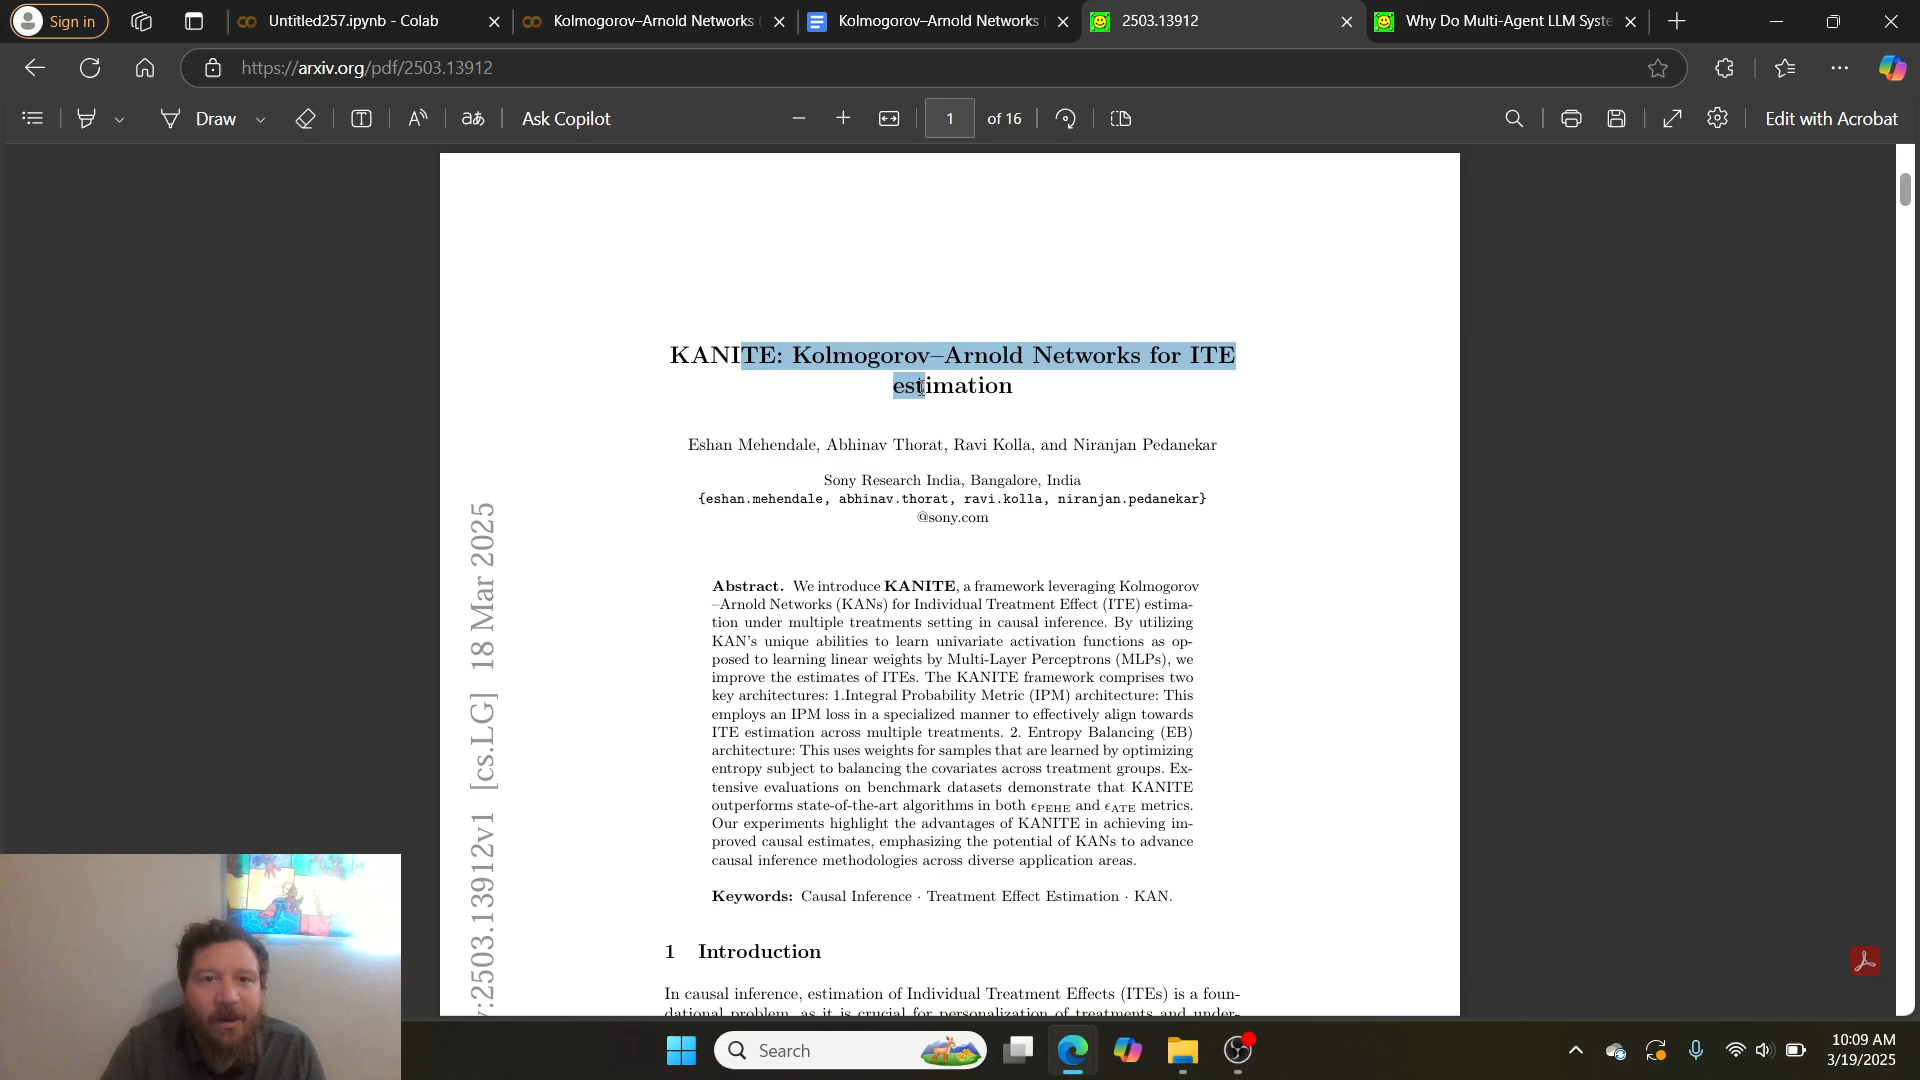 Sign in
Untitled257.ipynb - Colab
Kolmogorov–Arnold Networks (
Kolmogorov–Arnold Networks (
2503.13912
Why Do Multi-Agent LLM Syste
https://arxiv.org/pdf/2503.13912
Draw
Ask Copilot
1
of 16
Edit with Acrobat
KANITE: Kolmogorov–Arnold Networks for ITE
estimation
Eshan Mehendale, Abhinav Thorat, Ravi Kolla, and Niranjan Pedanekar
Sony Research India, Bangalore, India
{eshan.mehendale, abhinav.thorat, ravi.kolla, niranjan.pedanekar}
@sony.com
Abstract. We introduce KANITE, a framework leveraging Kolmogorov
–Arnold Networks (KANs) for Individual Treatment Effect (ITE) estima-
tion under multiple treatments setting in causal inference. By utilizing
KAN's unique abilities to learn univariate activation functions as op-
posed to learning linear weights by Multi-Layer Perceptrons (MLPs), we
improve the estimates of ITEs. The KANITE framework comprises two
key architectures: 1.Integral Probability Metric (IPM) architecture: This
employs an IPM loss in a specialized manner to effectively align towards
ITE estimation across multiple treatments. 2. Entropy Balancing (EB)
architecture: This uses weights for samples that are learned by optimizing
entropy subject to balancing the covariates across treatment groups. Ex-
tensive evaluations on benchmark datasets demonstrate that KANITE
outperforms state-of-the-art algorithms in both ϵPEHE and ϵATE metrics.
Our experiments highlight the advantages of KANITE in achieving im-
proved causal estimates, emphasizing the potential of KANs to advance
causal inference methodologies across diverse application areas.
Keywords: Causal Inference · Treatment Effect Estimation · KAN.
1 Introduction
In causal inference, estimation of Individual Treatment Effects (ITEs) is a foun-
dational problem, as it is crucial for personalization of treatments and under-
:2503.13912v1 [cs.LG] 18 Mar 2025
Search
10:09 AM
3/19/2025